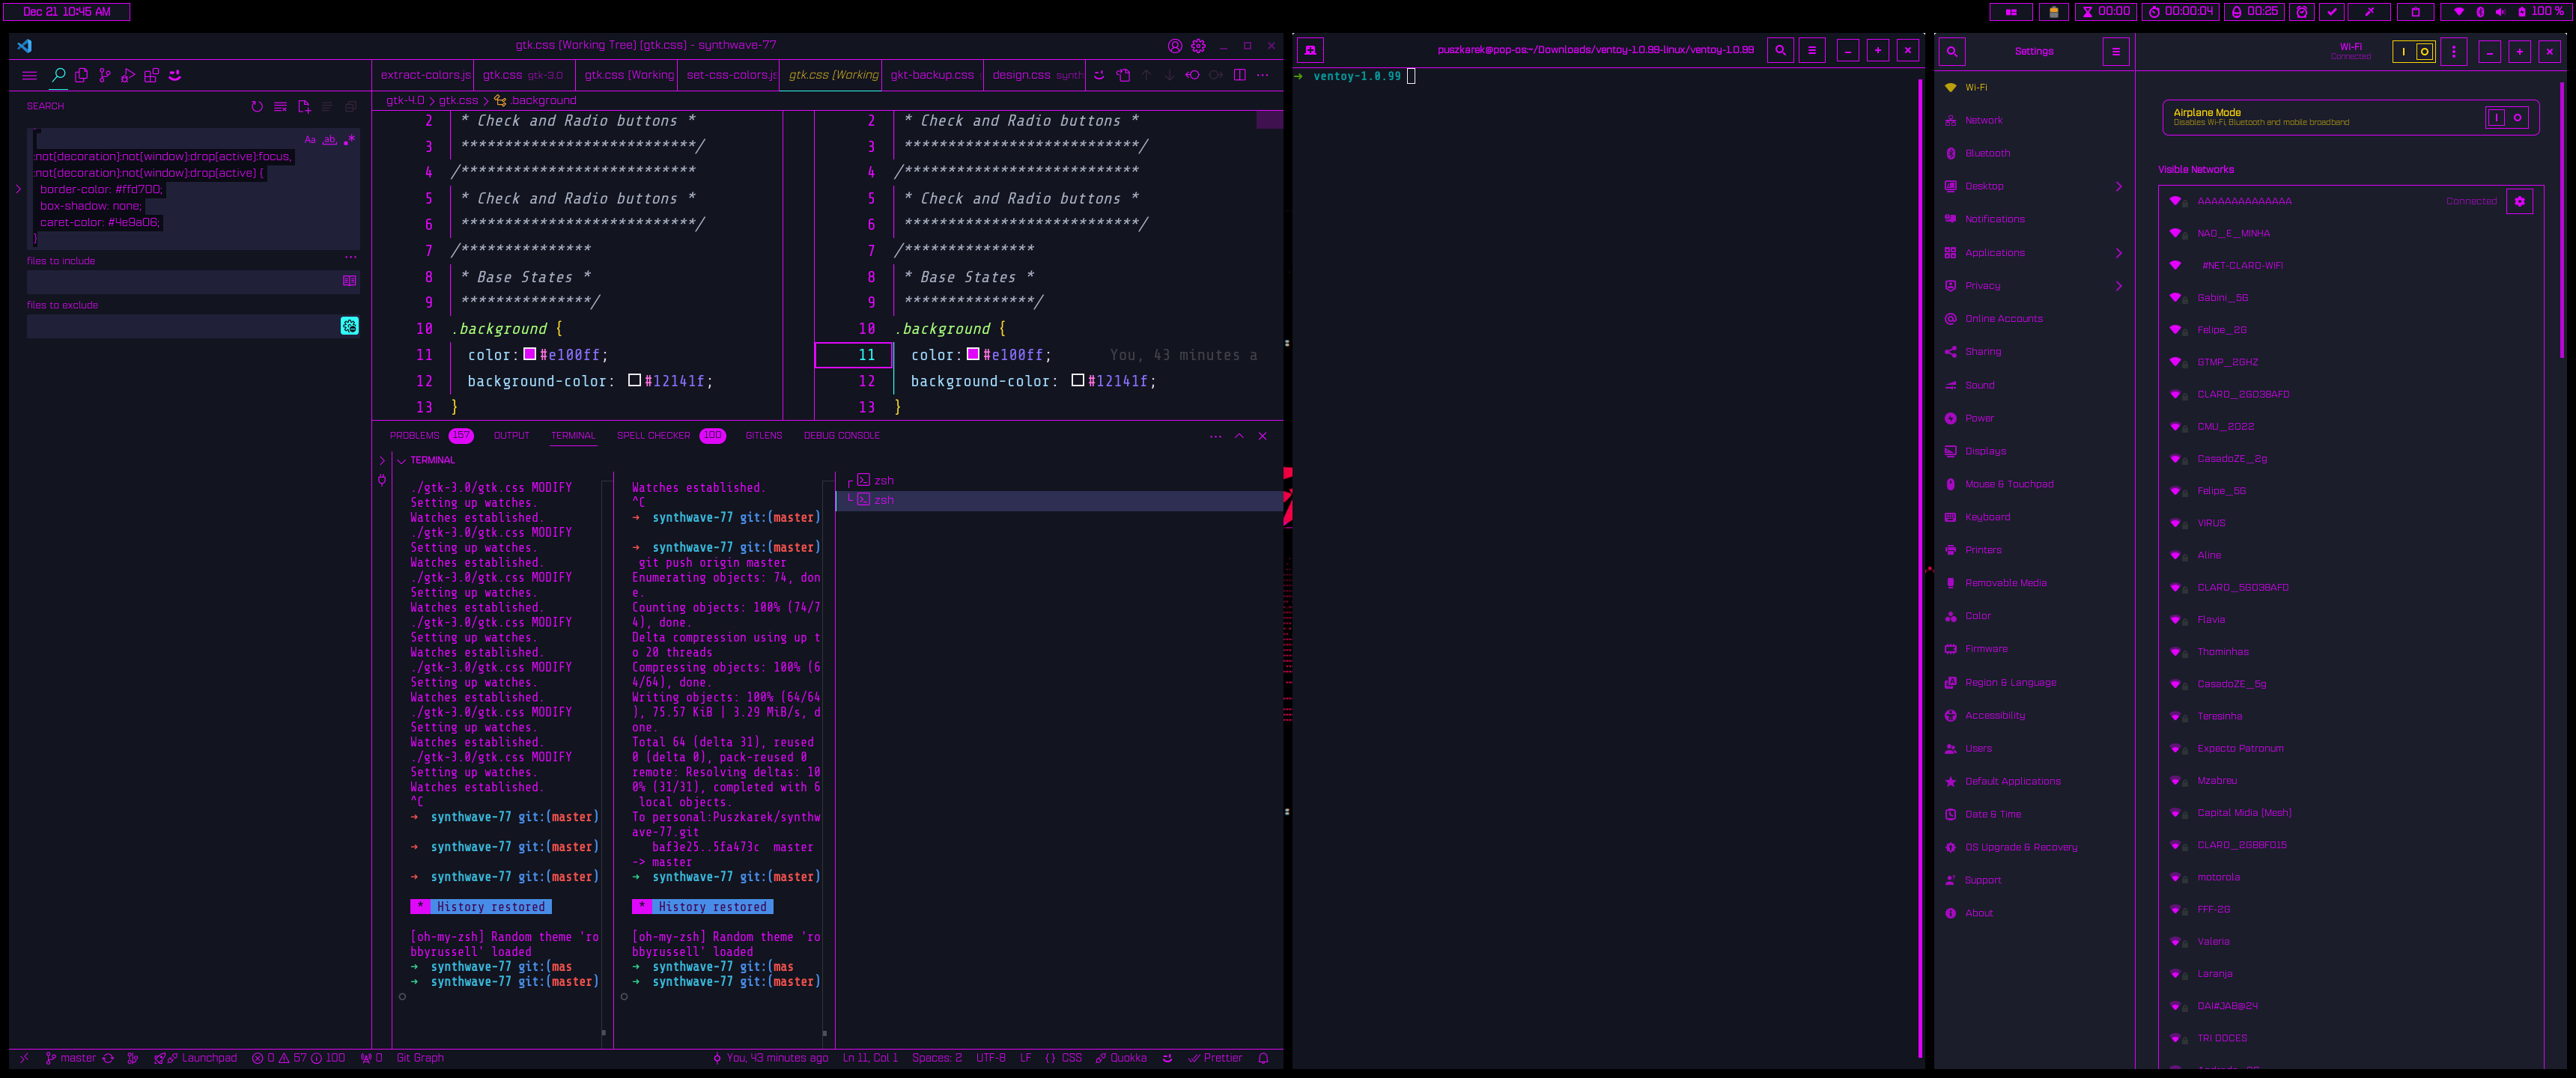 Dec 21 10:45 AM
00:00
00:00:04
00:25
100 %
gtk.css (Working Tree) (gtk.css) - synthwave-77
extract-colors.js
gtk.css gtk-3.0
gtk.css (Working
set-css-colors.js
gtk.css (Working
gkt-backup.css
design.css synth
SEARCH
gtk-4.0 > gtk.css > .background
:not(decoration):not(window):drop(active):focus,
:not(decoration):not(window):drop(active) {
border-color: #ffd700;
box-shadow: none;
caret-color: #4e9a06;
}
files to include
files to exclude
2 * Check and Radio buttons *
3 ***************************/
4 /***************************
5 * Check and Radio buttons *
6 ***************************/
7 /***************
8 * Base States *
9 ***************/
10 .background {
11 color: #e100ff;
12 background-color: #12141f;
13 }
2 * Check and Radio buttons *
3 ***************************/
4 /***************************
5 * Check and Radio buttons *
6 ***************************/
7 /***************
8 * Base States *
9 ***************/
10 .background {
11 color: #e100ff; You, 43 minutes a
12 background-color: #12141f;
13 }
PROBLEMS 157 OUTPUT TERMINAL SPELL CHECKER 100 GITLENS DEBUG CONSOLE
TERMINAL
./gtk-3.0/gtk.css MODIFY
Setting up watches.
Watches established.
./gtk-3.0/gtk.css MODIFY
Setting up watches.
Watches established.
./gtk-3.0/gtk.css MODIFY
Setting up watches.
Watches established.
./gtk-3.0/gtk.css MODIFY
Setting up watches.
Watches established.
./gtk-3.0/gtk.css MODIFY
Setting up watches.
Watches established.
./gtk-3.0/gtk.css MODIFY
Setting up watches.
Watches established.
./gtk-3.0/gtk.css MODIFY
Setting up watches.
Watches established.
^C
➜ synthwave-77 git:(master)
➜ synthwave-77 git:(master)
➜ synthwave-77 git:(master)
* History restored
[oh-my-zsh] Random theme 'ro
bbyrussell' loaded
➜ synthwave-77 git:(mas
➜ synthwave-77 git:(master)
Watches established.
^C
➜ synthwave-77 git:(master)
➜ synthwave-77 git:(master)
git push origin master
Enumerating objects: 74, don
e.
Counting objects: 100% (74/7
4), done.
Delta compression using up t
o 20 threads
Compressing objects: 100% (6
4/64), done.
Writing objects: 100% (64/64
), 75.57 KiB | 3.29 MiB/s, d
one.
Total 64 (delta 31), reused
0 (delta 0), pack-reused 0
remote: Resolving deltas: 10
0% (31/31), completed with 6
local objects.
To personal:Puszkarek/synthw
ave-77.git
baf3e25..5fa473c master
-> master
➜ synthwave-77 git:(master)
* History restored
[oh-my-zsh] Random theme 'ro
bbyrussell' loaded
➜ synthwave-77 git:(mas
➜ synthwave-77 git:(master)
zsh
zsh
master Launchpad 0 57 100 0 Git Graph
You, 43 minutes ago Ln 11, Col 1 Spaces: 2 UTF-8 LF {} CSS Quokka Prettier
puszkarek@pop-os:~/Downloads/ventoy-1.0.99-linux/ventoy-1.0.99
➜ ventoy-1.0.99
Settings
Wi-Fi
Network
Bluetooth
Desktop
Notifications
Applications
Privacy
Online Accounts
Sharing
Sound
Power
Displays
Mouse & Touchpad
Keyboard
Printers
Removable Media
Color
Firmware
Region & Language
Accessibility
Users
Default Applications
Date & Time
OS Upgrade & Recovery
Support
About
Wi-Fi
Connected
Airplane Mode
Disables Wi-Fi, Bluetooth and mobile broadband
Visible Networks
AAAAAAAAAAAAAA Connected
NAO_E_MINHA
#NET-CLARO-WIFI
Gabini_5G
Felipe_2G
GTMP_2GHZ
CLARO_2G038AFD
CMU_2022
CasadoZE_2g
Felipe_5G
VIRUS
Aline
CLARO_5G038AFD
Flavia
Thominhas
CasadoZE_5g
Teresinha
Expecto Patronum
Mzabreu
Capital Midia (Mesh)
CLARO_2G88F015
motorola
FFF-2G
Valeria
Laranja
DAI#JAB@24
TRI DOCES